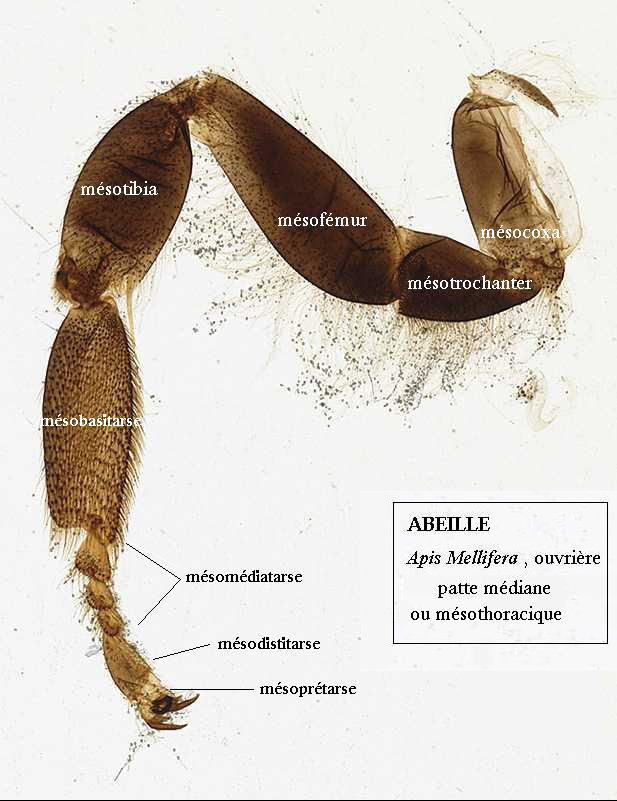 mésotibia
mésofémur
mésocoxa
mésotrochanter
mésobasitarse
mésomédiatarse
mésodistitarse
mésoprétarse
ABEILLE
Apis Mellifera , ouvrière
patte médiane
ou mésothoracique